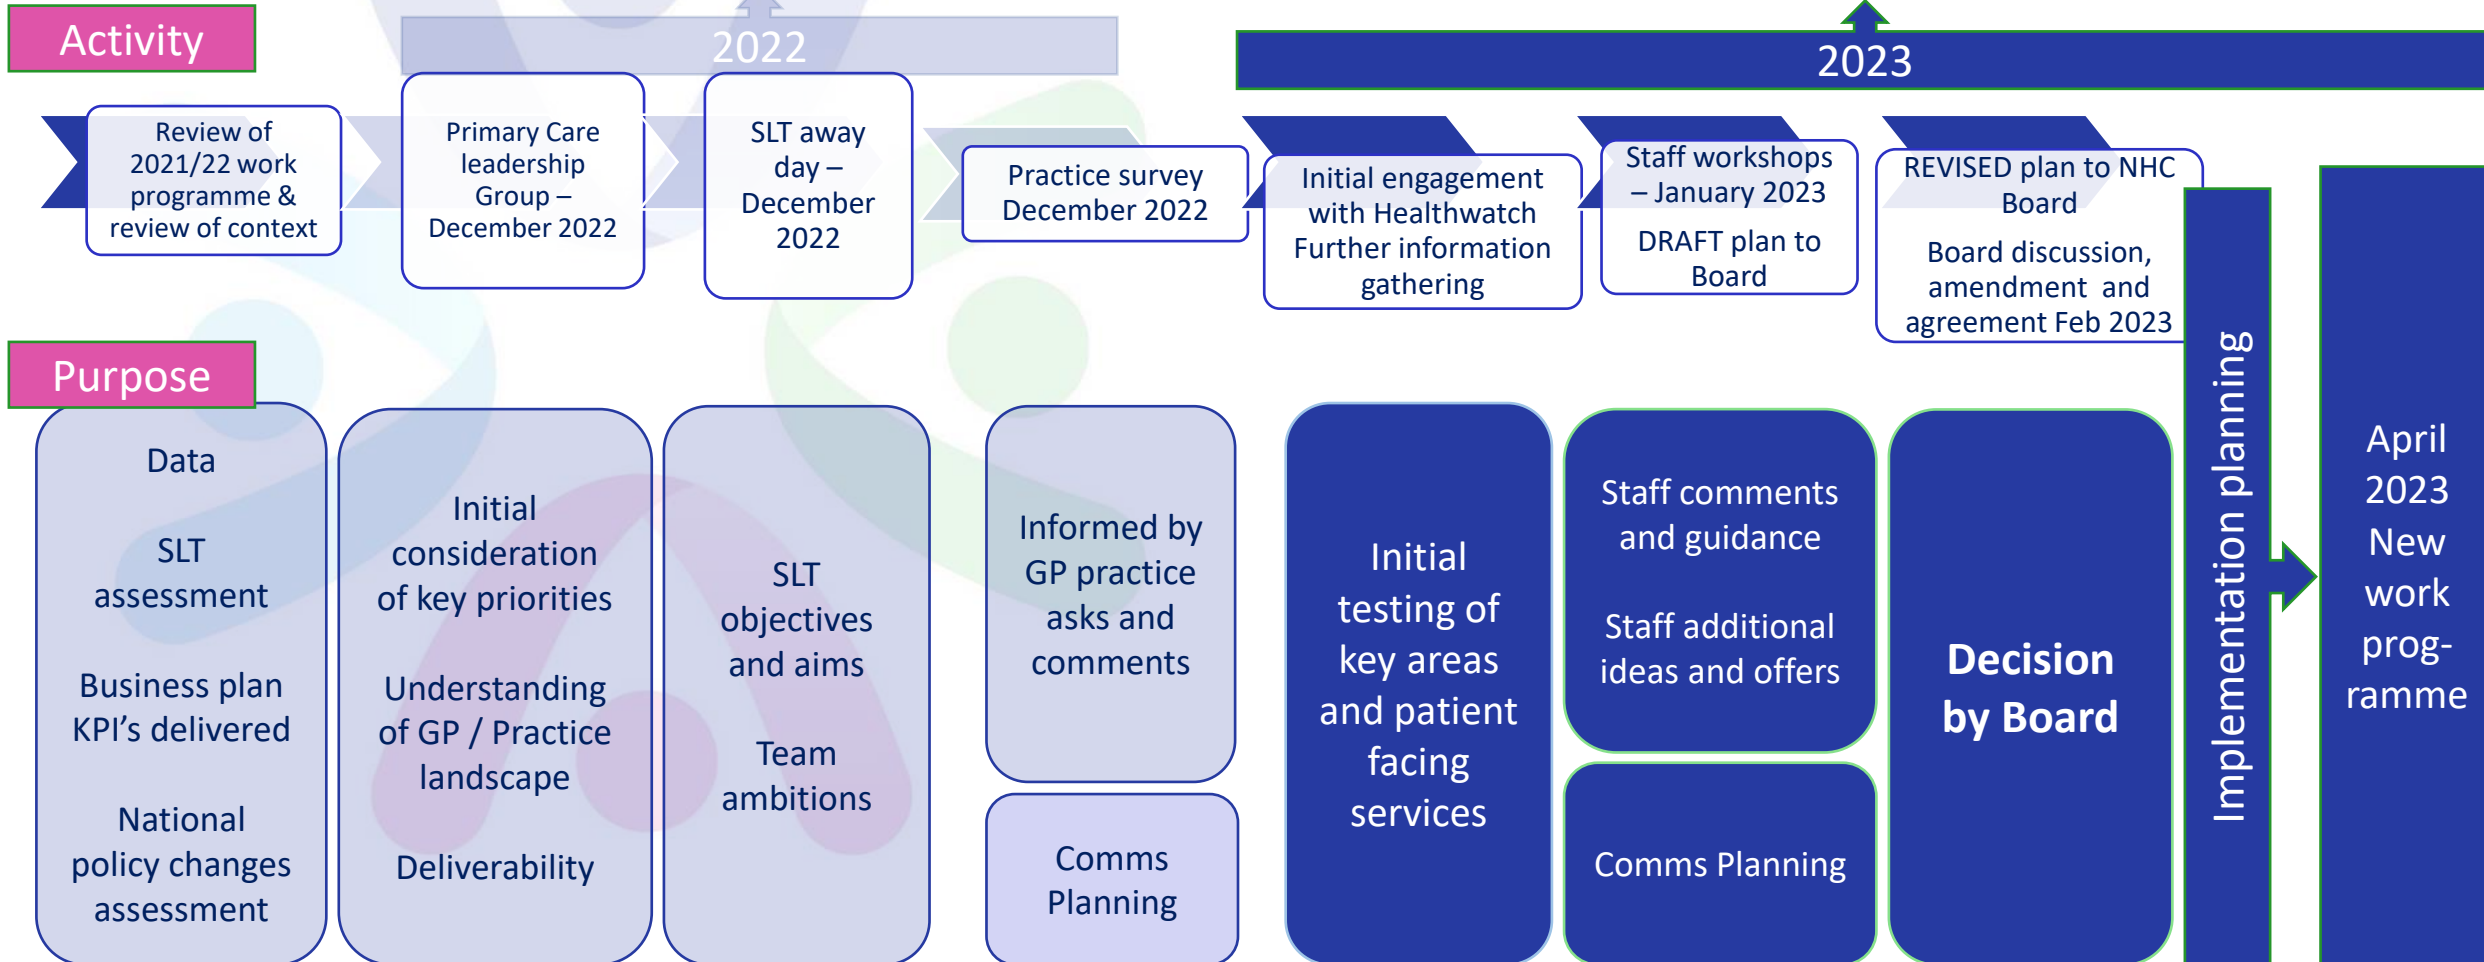 Activity
2022
2023
Review of
2021/22 work
programme &
review of context
Primary Care
leadership
Group –
December 2022
SLT away
day –
December
2022
Practice survey
December 2022
Initial engagement
with Healthwatch
Further information
gathering
Staff workshops
– January 2023
DRAFT plan to
Board
REVISED plan to NHC
Board
Board discussion,
amendment and
agreement Feb 2023
Purpose
Data
SLT
assessment
Business plan
KPI’s delivered
National
policy changes
assessment
Initial
consideration
of key priorities
Understanding
of GP / Practice
landscape
Deliverability
SLT
objectives
and aims
Team
ambitions
Informed by
GP practice
asks and
comments
Comms
Planning
Initial
testing of
key areas
and patient
facing
services
Staff comments
and guidance
Staff additional
ideas and offers
Comms Planning
Decision
by Board
Implementation planning
April
2023
New
work
prog-
ramme